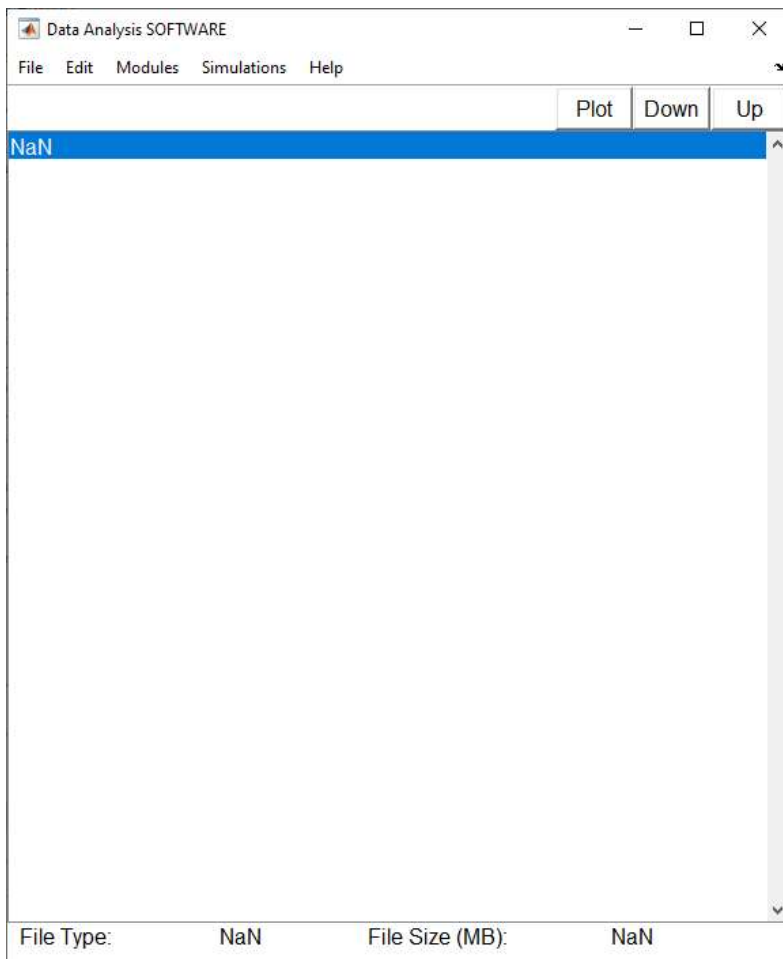 Data Analysis SOFTWARE
File Edit Modules Simulations Help
Plot Down Up
NaN
File Type: NaN File Size (MB): NaN